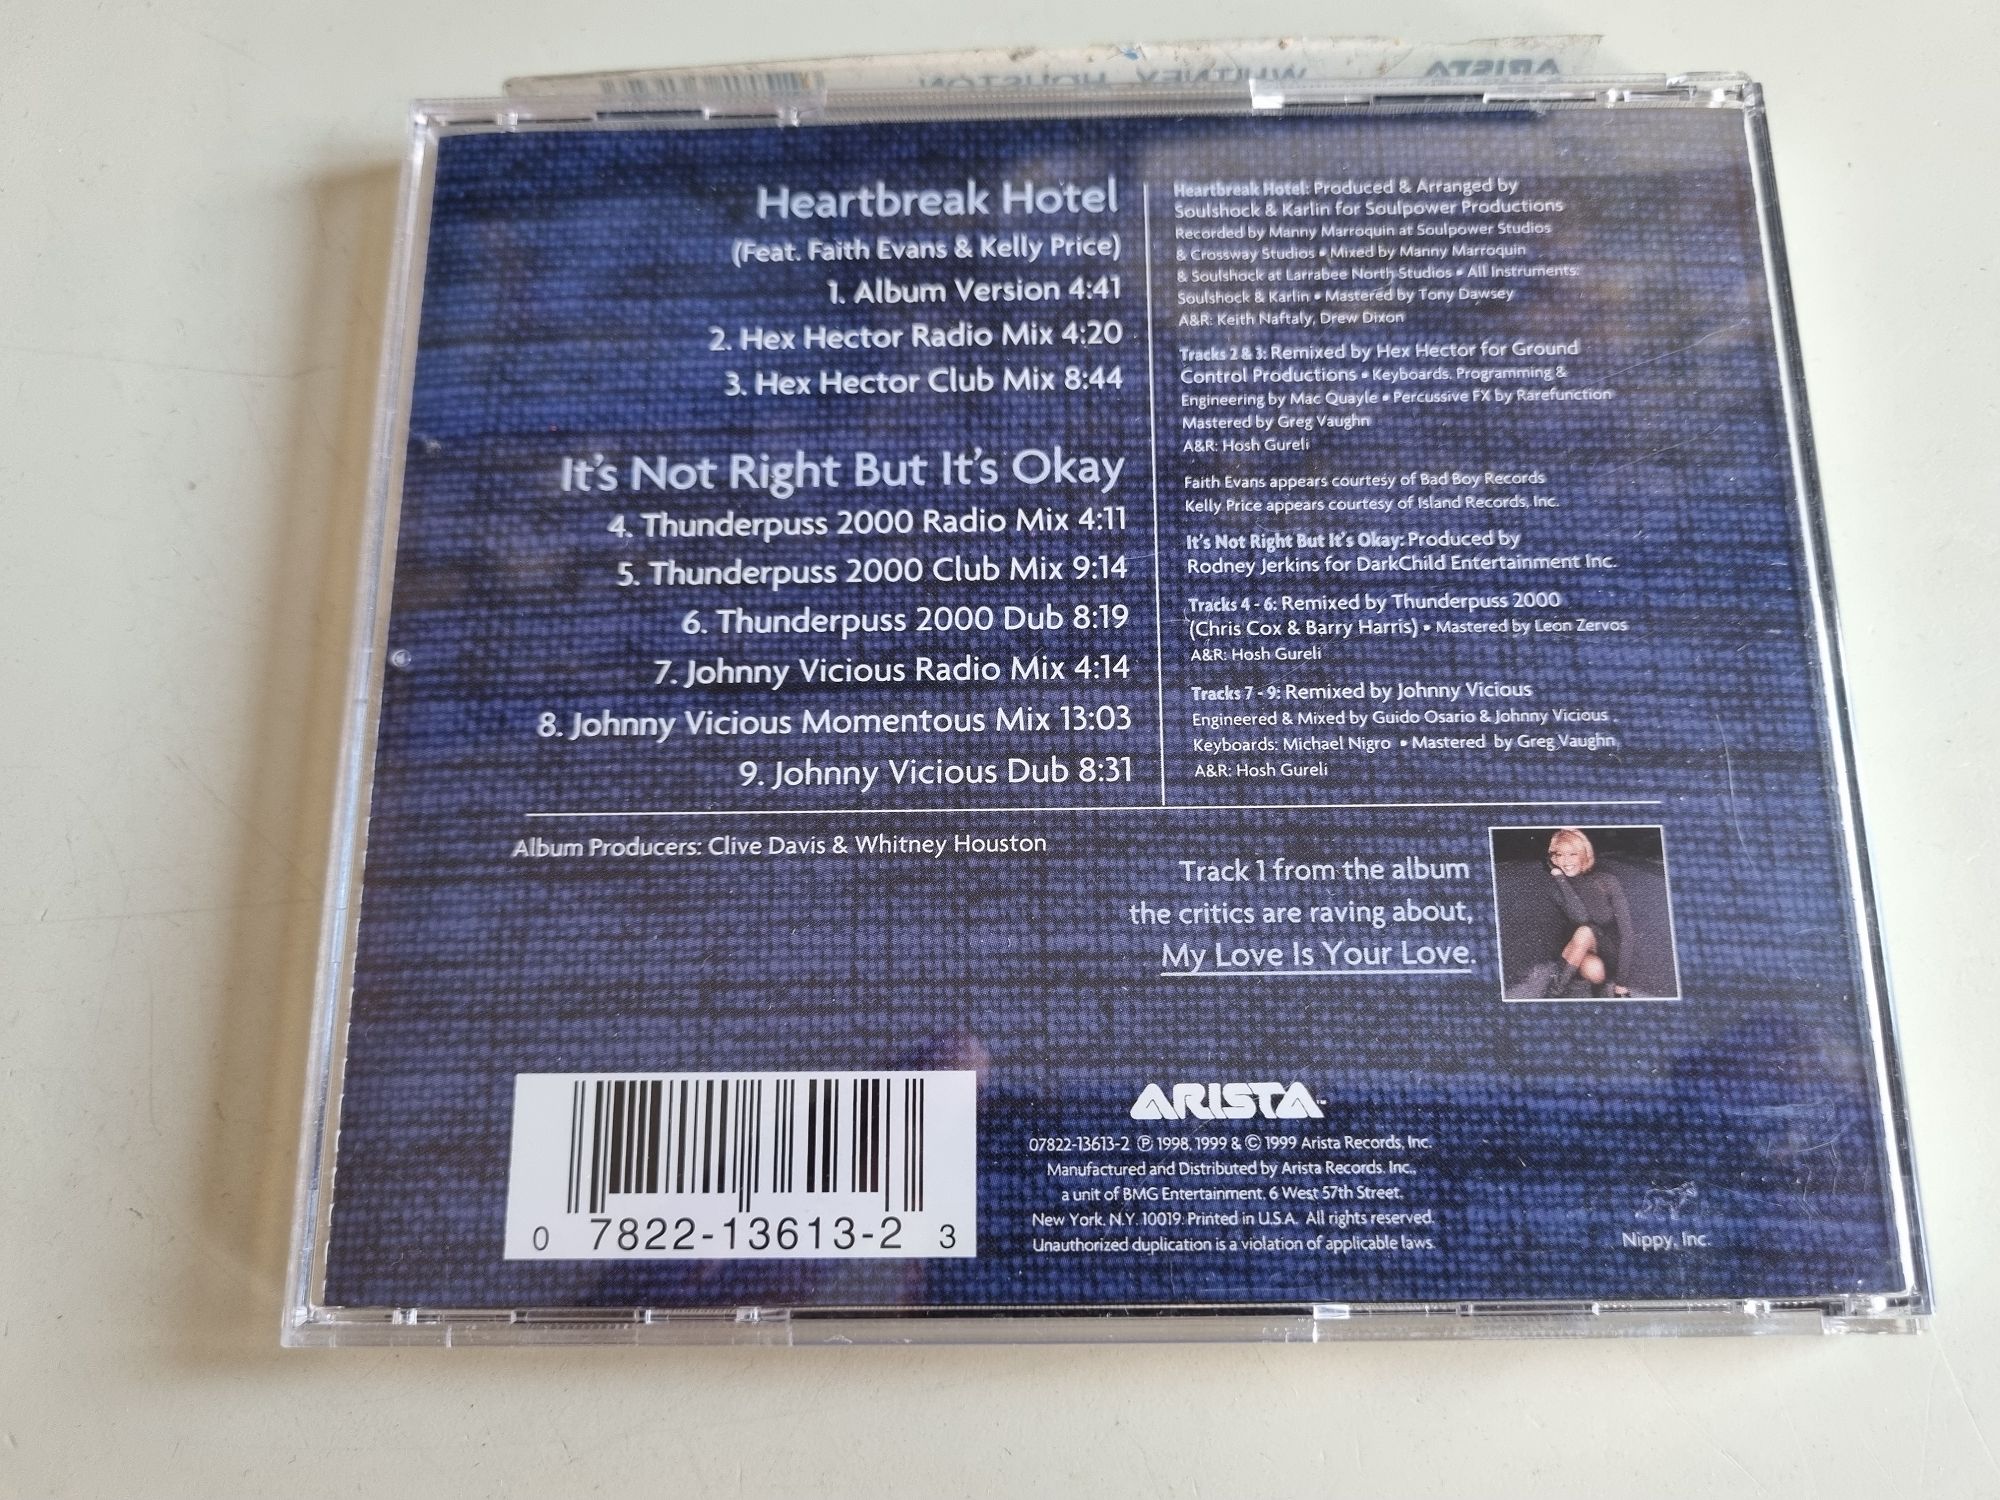 ARISTA
WHITNEY HOUSTON
Heartbreak Hotel
(Feat. Faith Evans & Kelly Price)
1. Album Version 4:41
2. Hex Hector Radio Mix 4:20
3. Hex Hector Club Mix 8:44
It's Not Right But It's Okay
4. Thunderpuss 2000 Radio Mix 4:11
5. Thunderpuss 2000 Club Mix 9:14
6. Thunderpuss 2000 Dub 8:19
7. Johnny Vicious Radio Mix 4:14
8. Johnny Vicious Momentous Mix 13:03
9. Johnny Vicious Dub 8:31
Heartbreak Hotel: Produced & Arranged by
Soulshock & Karlin for Soulpower Productions
Recorded by Manny Marroquin at Soulpower Studios
& Crossway Studios • Mixed by Manny Marroquin
& Soulshock at Larrabee North Studios • All Instruments:
Soulshock & Karlin • Mastered by Tony Dawsey
A&R: Keith Naftaly, Drew Dixon
Tracks 2 & 3: Remixed by Hex Hector for Ground
Control Productions • Keyboards, Programming &
Engineering by Mac Quayle • Percussive FX by Rarefunction
Mastered by Greg Vaughn
A&R: Hosh Gureli
Faith Evans appears courtesy of Bad Boy Records
Kelly Price appears courtesy of Island Records, Inc.
It's Not Right But It's Okay: Produced by
Rodney Jerkins for DarkChild Entertainment Inc.
Tracks 4 - 6: Remixed by Thunderpuss 2000
(Chris Cox & Barry Harris) • Mastered by Leon Zervos
A&R: Hosh Gureli
Tracks 7 - 9: Remixed by Johnny Vicious
Engineered & Mixed by Guido Osario & Johnny Vicious
Keyboards: Michael Nigro • Mastered by Greg Vaughn
A&R: Hosh Gureli
Album Producers: Clive Davis & Whitney Houston
Track 1 from the album
the critics are raving about,
My Love Is Your Love.
0 7822-13613-2 3
ARISTA™
07822-13613-2 ℗ 1998, 1999 & © 1999 Arista Records, Inc.
Manufactured and Distributed by Arista Records, Inc.,
a unit of BMG Entertainment, 6 West 57th Street,
New York, N.Y. 10019. Printed in U.S.A. All rights reserved.
Unauthorized duplication is a violation of applicable laws.
Nippy, Inc.